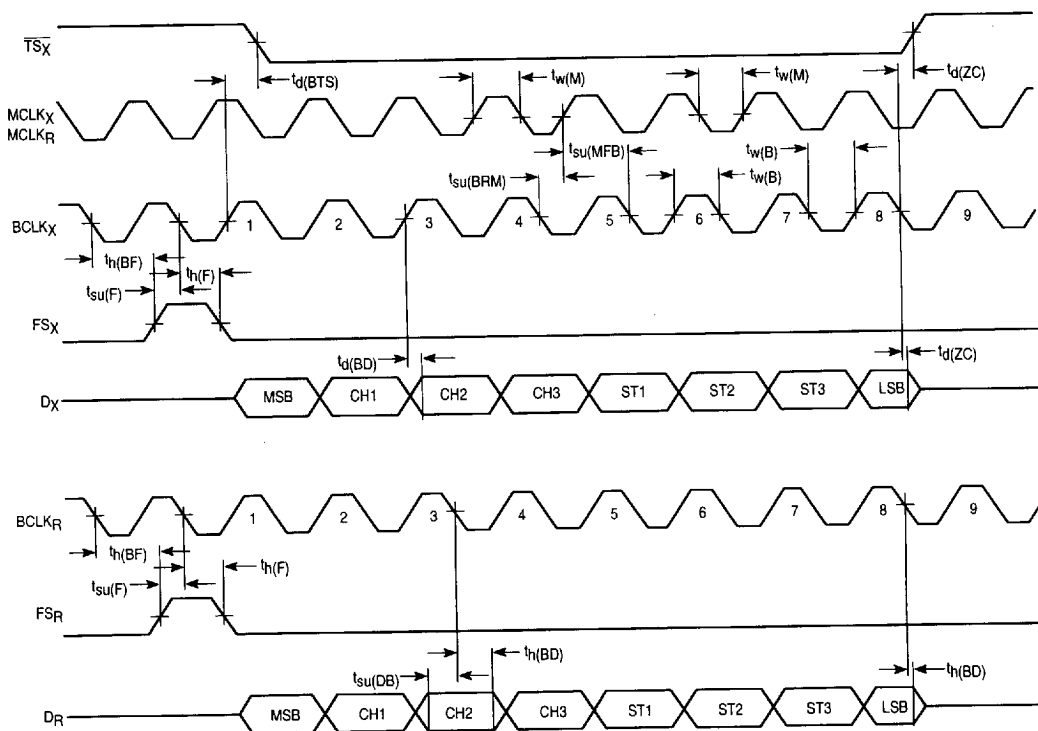 TSX
td(BTS)
tw(M)
tw(M)
td(ZC)
MCLKX
MCLKR
tsu(MFB)
tw(B)
tsu(BRM)
tw(B)
BCLKX
1 2 3 4 5 6 7 8 9
th(BF)
th(F)
tsu(F)
FSX
td(BD)
td(ZC)
DX
MSB CH1 CH2 CH3 ST1 ST2 ST3 LSB
BCLKR
1 2 3 4 5 6 7 8 9
th(BF)
th(F)
tsu(F)
FSR
th(BD)
tsu(DB)
th(BD)
DR
MSB CH1 CH2 CH3 ST1 ST2 ST3 LSB